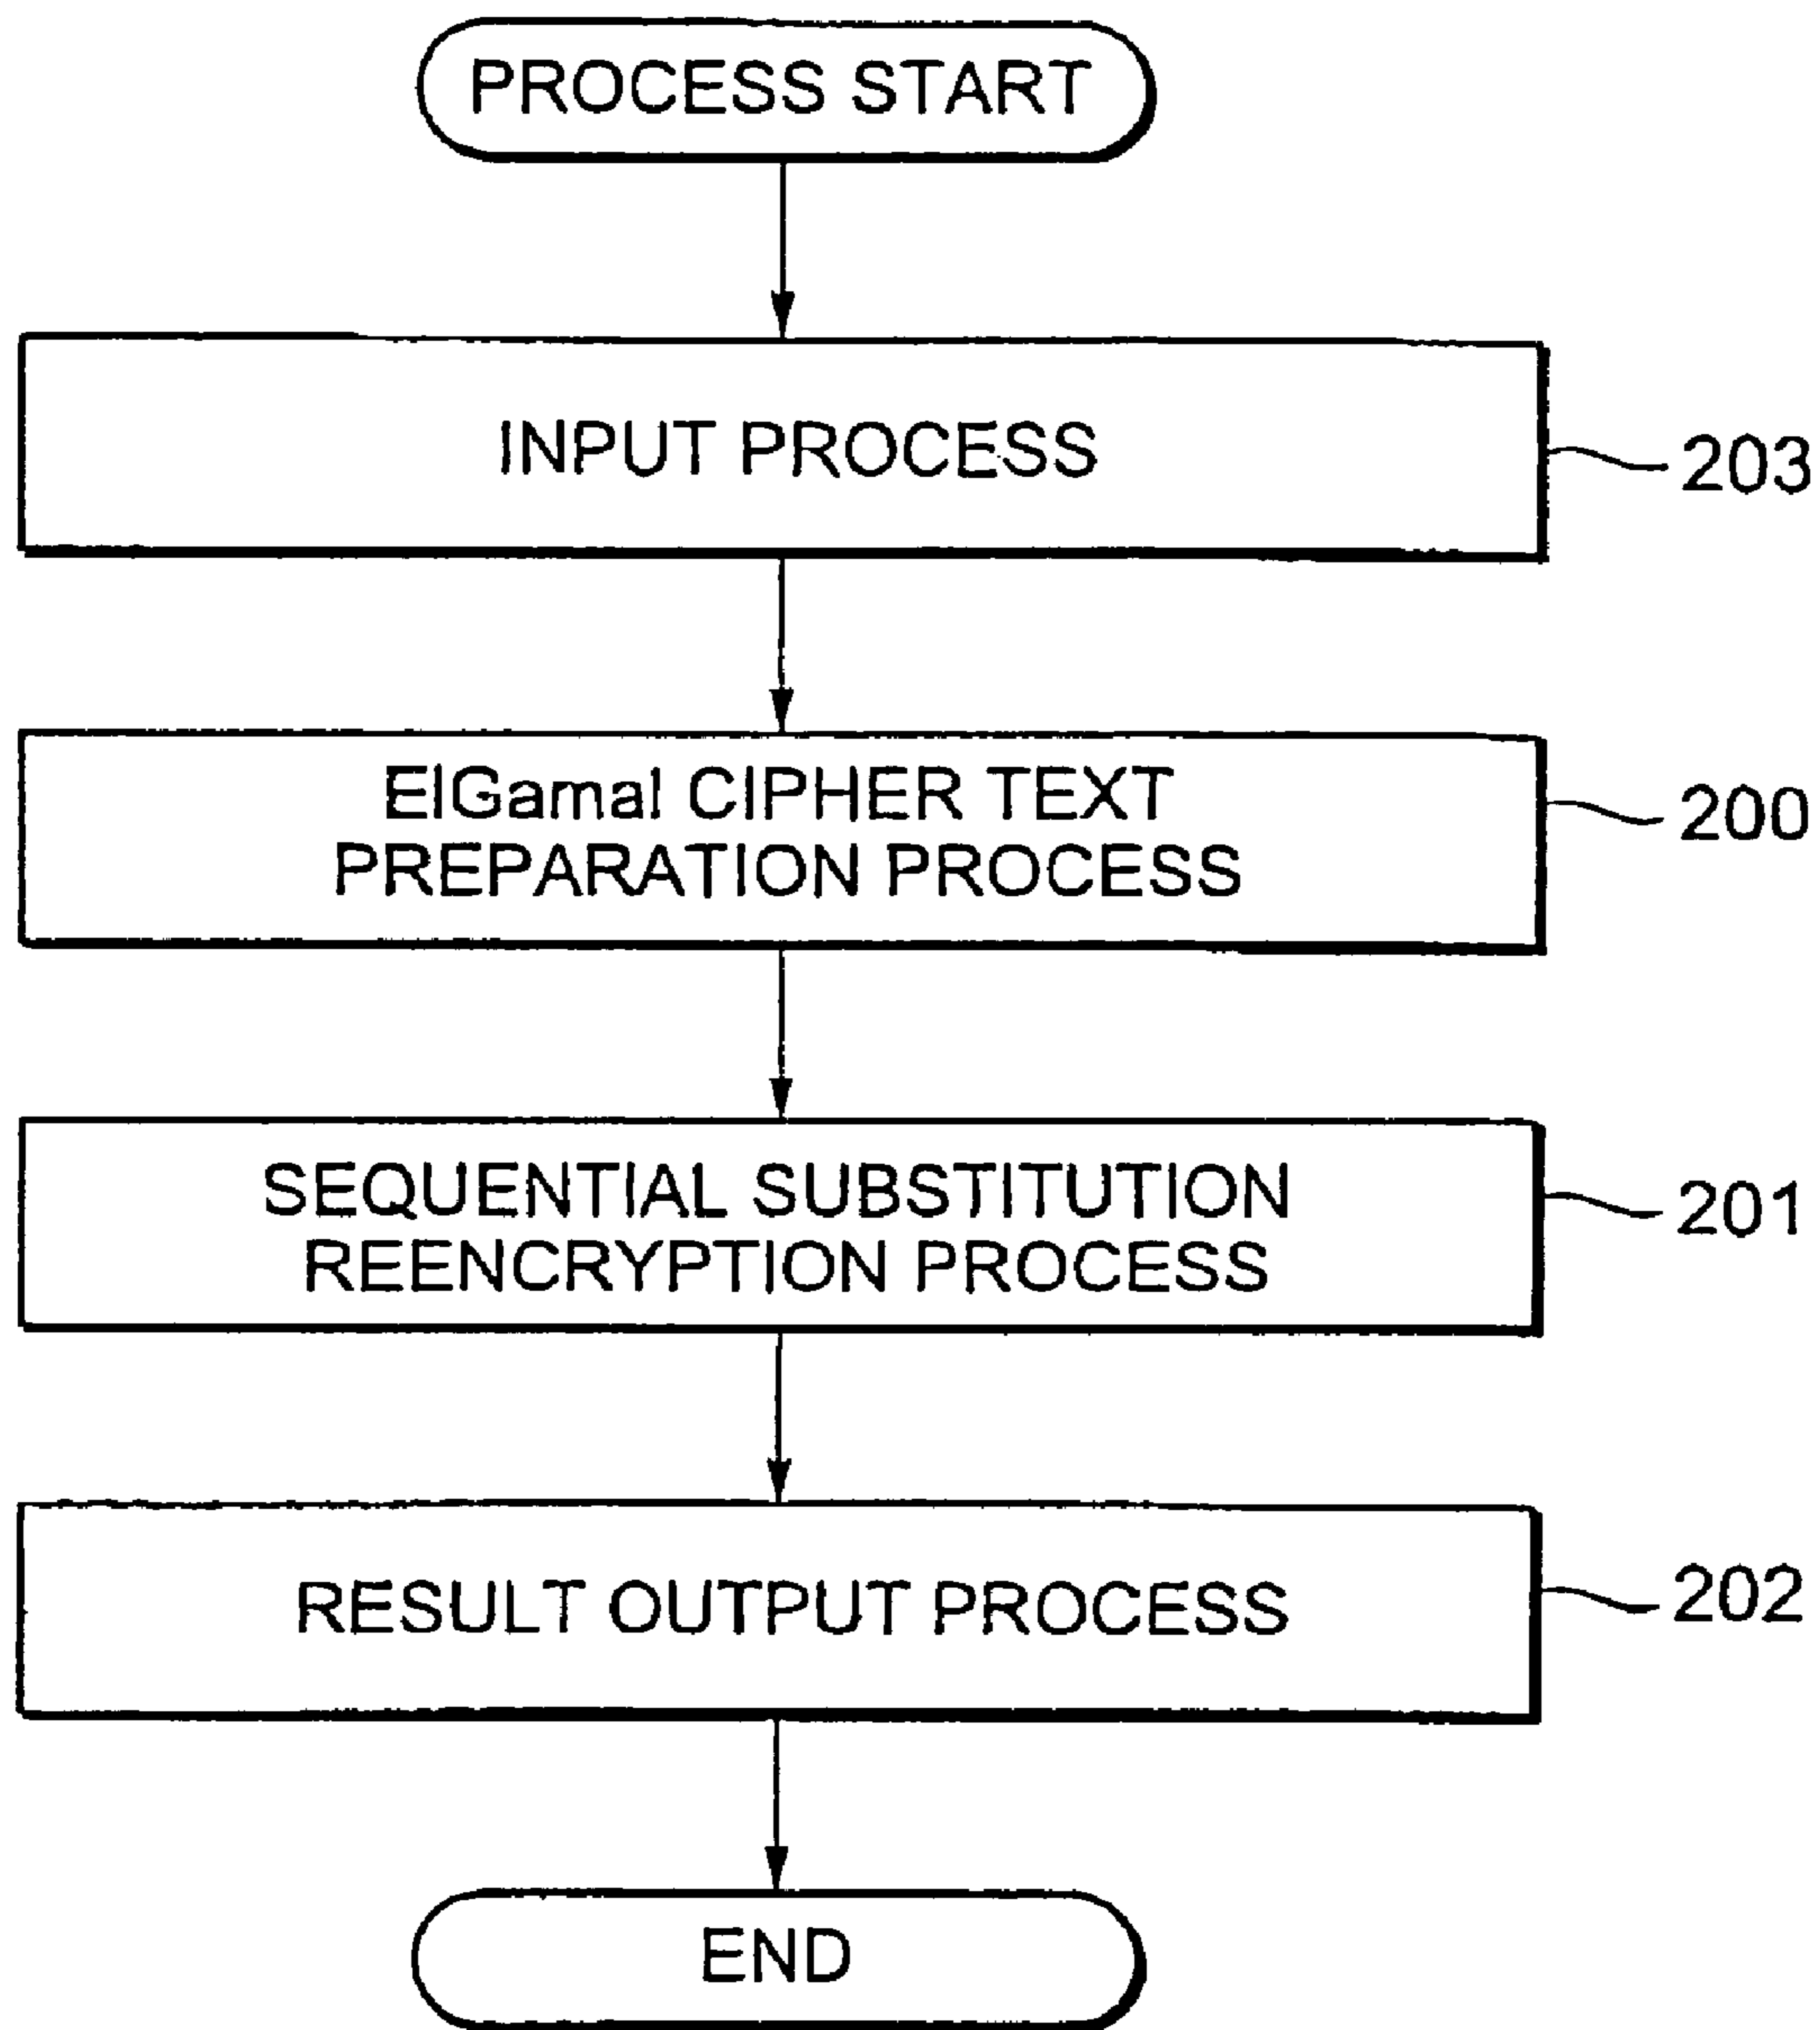 PROCESS START
INPUT PROCESS
203
ElGamal CIPHER TEXT
PREPARATION PROCESS
200
SEQUENTIAL SUBSTITUTION
REENCRYPTION PROCESS
201
RESULT OUTPUT PROCESS
202
END